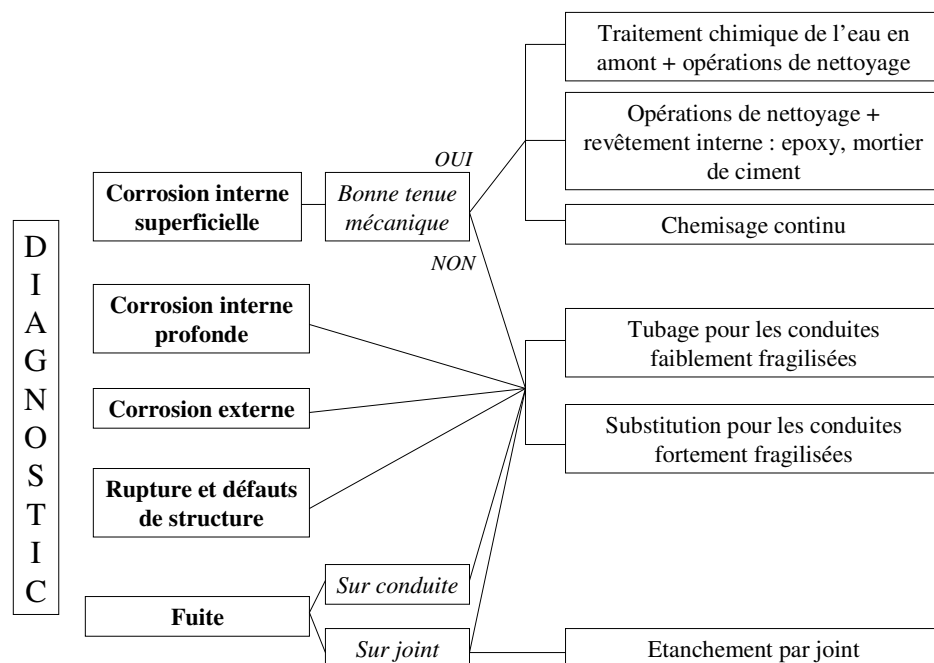 DIAGNOSTIC
Corrosion interne
superficielle
Bonne tenue
mécanique
OUI
NON
Traitement chimique de l’eau en
amont + opérations de nettoyage
Opérations de nettoyage +
revêtement interne : epoxy, mortier
de ciment
Chemisage continu
Corrosion interne
profonde
Corrosion externe
Rupture et défauts
de structure
Tubage pour les conduites
faiblement fragilisées
Substitution pour les conduites
fortement fragilisées
Fuite
Sur conduite
Sur joint
Etanchement par joint